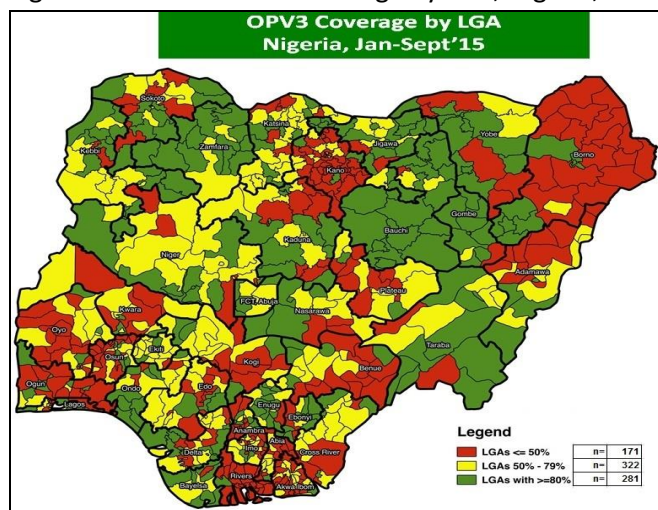 OPV3 Coverage by LGA
Nigeria, Jan-Sept'15
Sokoto
Katsina
Kebbi
Zamfara
Kano
Jigawa
Yobe
Borno
Kaduna
Bauchi
Gombe
Niger
Adamawa
Plateau
FCT, Abuja
Nasarawa
Kwara
Oyo
Taraba
Osun
Ekiti
Kogi
Benue
Ogun
Ondo
Edo
Lagos
Enugu
Ebonyi
Anambra
Delta
Imo
Abia
Cross River
Bayelsa
Rivers
Akwa Ibom
Legend
LGAs <= 50% n= 171
LGAs 50% - 79% n= 322
LGAs with >=80% n= 281